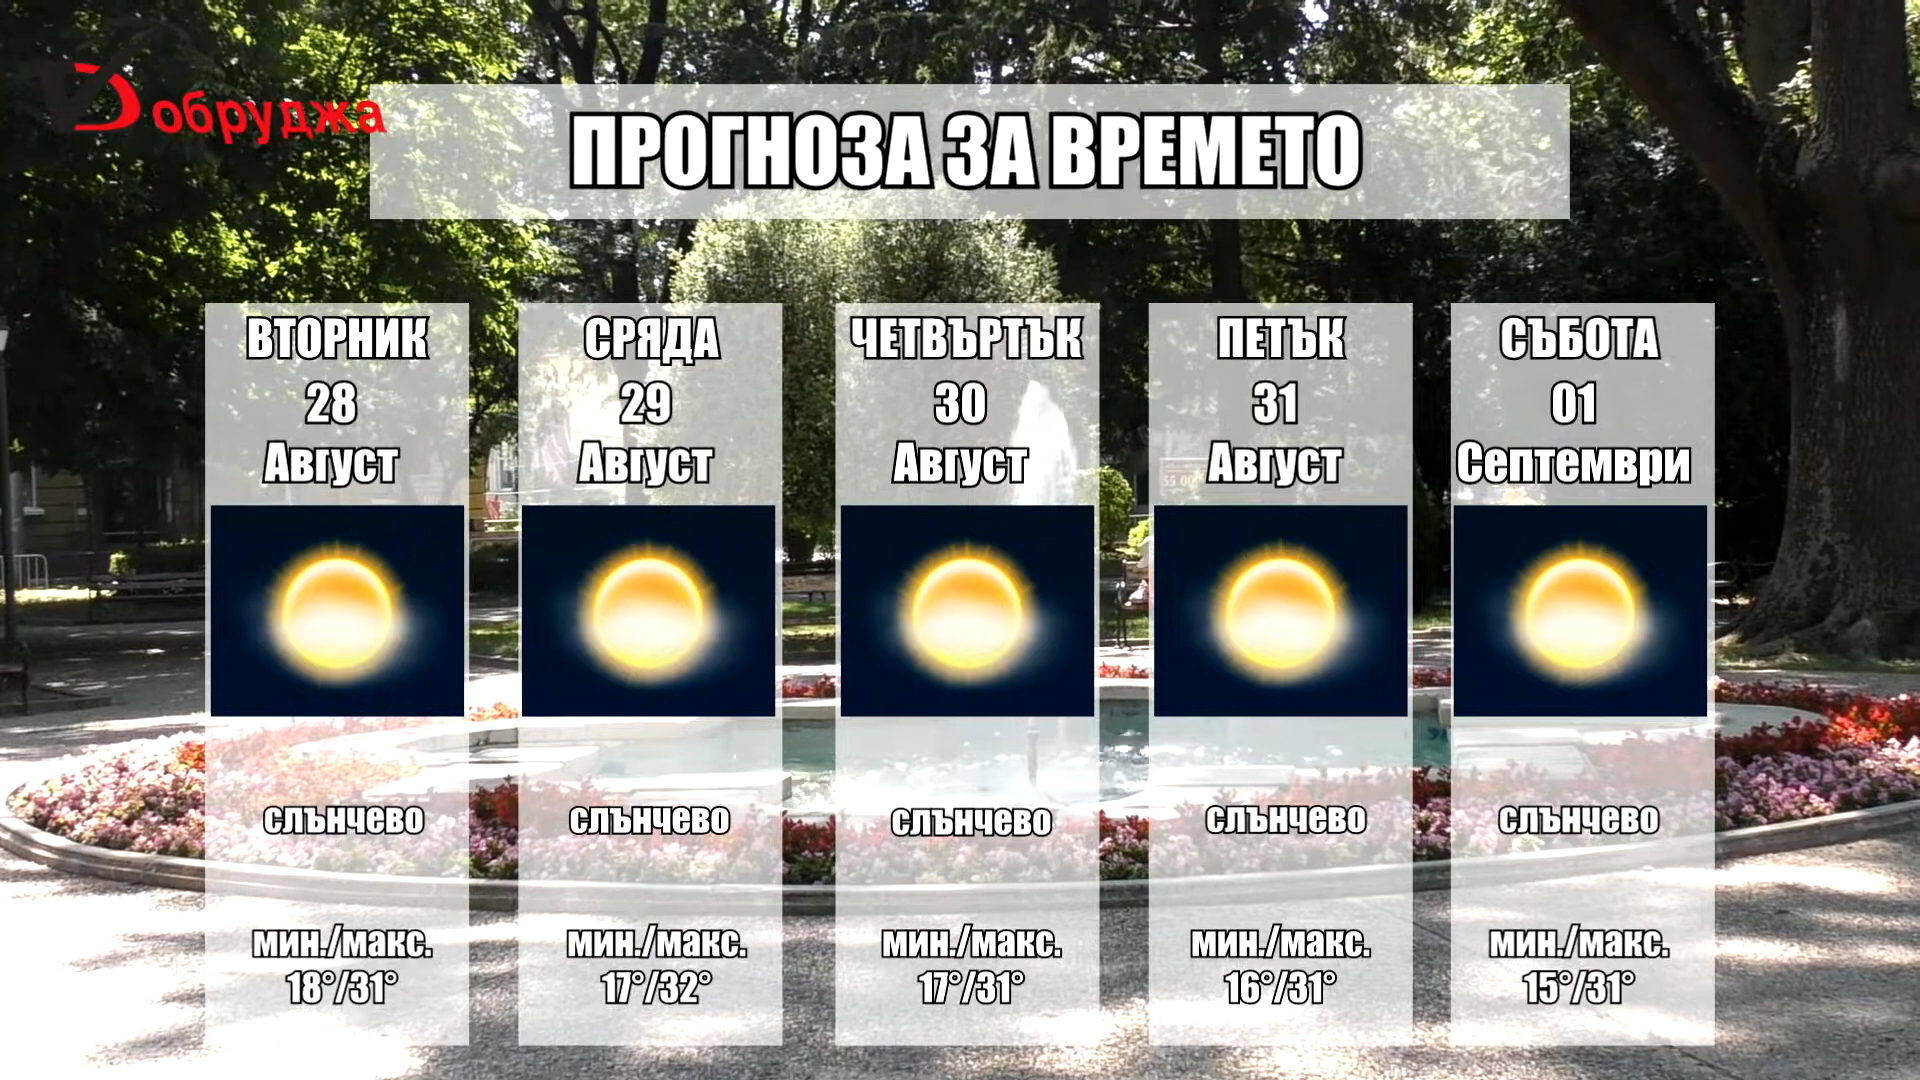 Добруджа
ПРОГНОЗА ЗА ВРЕМЕТО
ВТОРНИК
28
Август
слънчево
мин./макс.
18°/31°
СРЯДА
29
Август
слънчево
мин./макс.
17°/32°
ЧЕТВЪРТЪК
30
Август
слънчево
мин./макс.
17°/31°
ПЕТЪК
31
Август
слънчево
мин./макс.
16°/31°
СЪБОТА
01
Септември
слънчево
мин./макс.
15°/31°